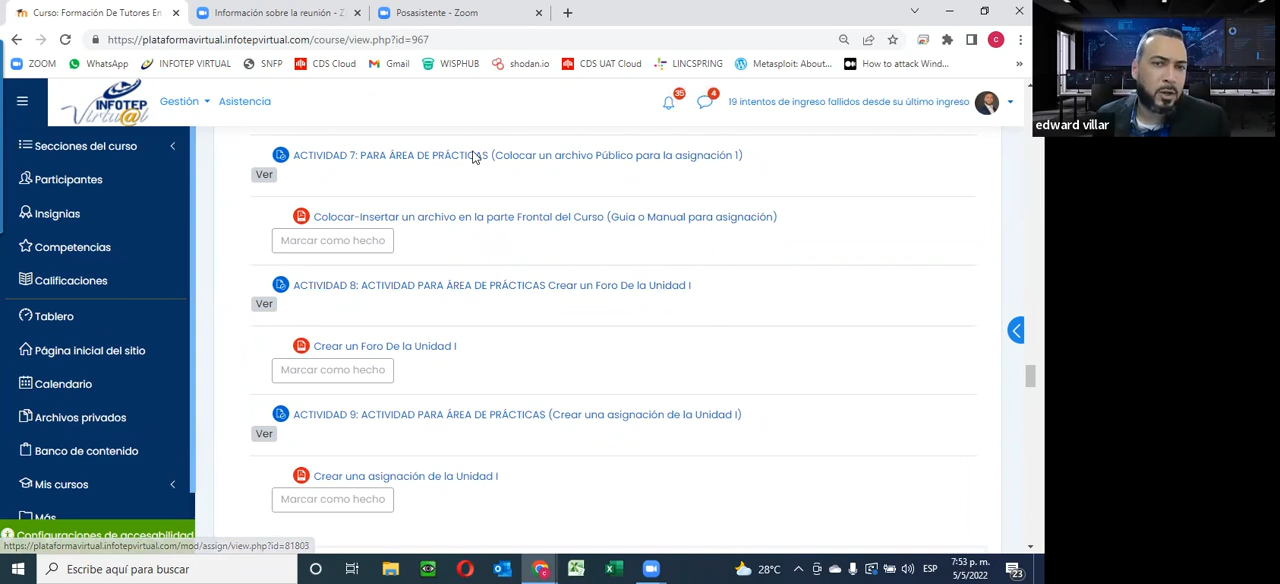 Curso: Formación De Tutores En
Información sobre la reunión - Z
Posasistente - Zoom
https://plataformavirtual.infotepvirtual.com/course/view.php?id=967
ZOOM
WhatsApp
INFOTEP VIRTUAL
SNFP
CDS Cloud
Gmail
WISPHUB
shodan.io
CDS UAT Cloud
LINCSPRING
Metasploit: About...
How to attack Wind...
»
INFOTEP
Virtu@l
Gestión
Asistencia
35
4
19 intentos de ingreso fallidos desde su último ingreso
edward villar
Secciones del curso
Participantes
Insignias
Competencias
Calificaciones
Tablero
Página inicial del sitio
Calendario
Archivos privados
Banco de contenido
Mis cursos
Más
Configuraciones de accesabilidad
ACTIVIDAD 7: PARA ÁREA DE PRÁCTICAS (Colocar un archivo Público para la asignación 1)
Ver
Colocar-Insertar un archivo en la parte Frontal del Curso (Guia o Manual para asignación)
Marcar como hecho
ACTIVIDAD 8: ACTIVIDAD PARA ÁREA DE PRÁCTICAS Crear un Foro De la Unidad I
Ver
Crear un Foro De la Unidad I
Marcar como hecho
ACTIVIDAD 9: ACTIVIDAD PARA ÁREA DE PRÁCTICAS (Crear una asignación de la Unidad I)
Ver
Crear una asignación de la Unidad I
Marcar como hecho
https://plataformavirtual.infotepvirtual.com/mod/assign/view.php?id=81803
Escribe aquí para buscar
28°C
ESP
7:53 p. m.
5/5/2022
23